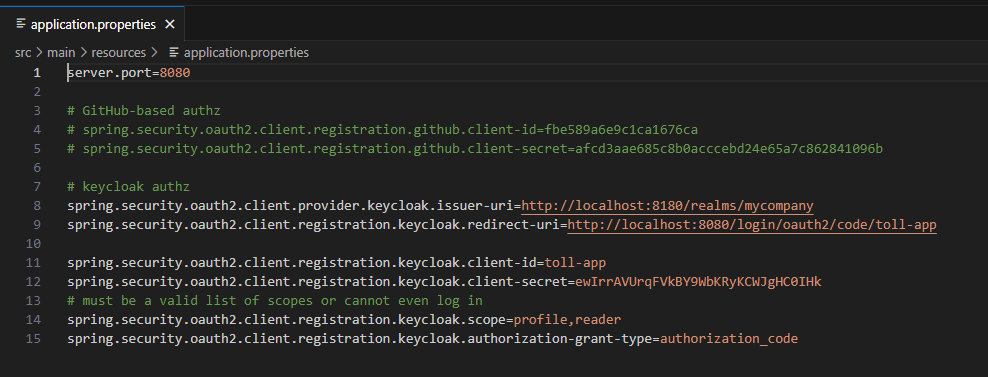 application.properties
src > main > resources > application.properties
1 server.port=8080
2
3 # GitHub-based authz
4 # spring.security.oauth2.client.registration.github.client-id=fbe589a6e9c1ca1676ca
5 # spring.security.oauth2.client.registration.github.client-secret=afcd3aae685c8b0acccebd24e65a7c862841096b
6
7 # keycloak authz
8 spring.security.oauth2.client.provider.keycloak.issuer-uri=http://localhost:8180/realms/mycompany
9 spring.security.oauth2.client.registration.keycloak.redirect-uri=http://localhost:8080/login/oauth2/code/toll-app
10
11 spring.security.oauth2.client.registration.keycloak.client-id=toll-app
12 spring.security.oauth2.client.registration.keycloak.client-secret=ewIrrAVUrqFVkBY9WbKRyKCWJgHC0IHk
13 # must be a valid list of scopes or cannot even log in
14 spring.security.oauth2.client.registration.keycloak.scope=profile,reader
15 spring.security.oauth2.client.registration.keycloak.authorization-grant-type=authorization_code